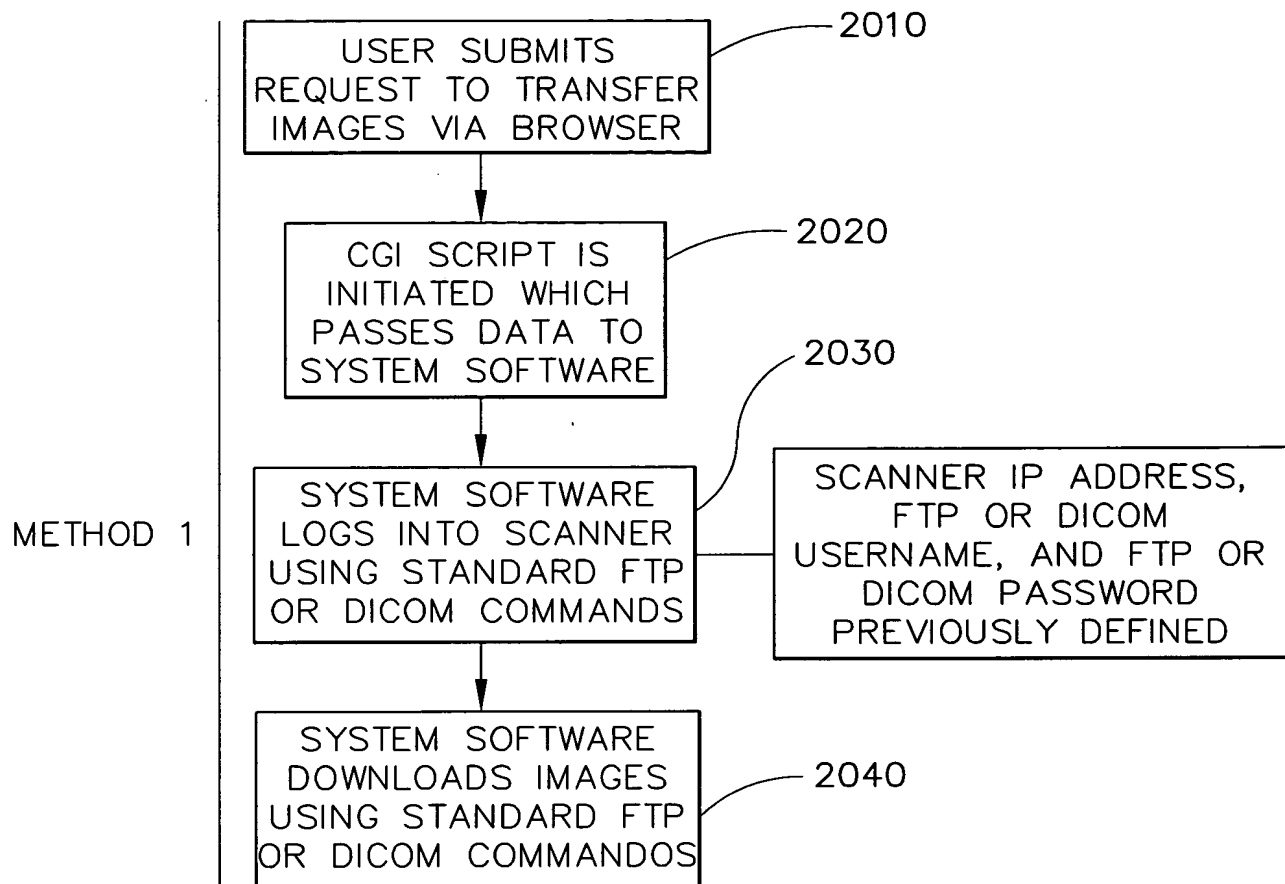 USER SUBMITS
REQUEST TO TRANSFER
IMAGES VIA BROWSER
2010
CGI SCRIPT IS
INITIATED WHICH
PASSES DATA TO
SYSTEM SOFTWARE
2020
METHOD 1
SYSTEM SOFTWARE
LOGS INTO SCANNER
USING STANDARD FTP
OR DICOM COMMANDS
2030
SCANNER IP ADDRESS,
FTP OR DICOM
USERNAME, AND FTP OR
DICOM PASSWORD
PREVIOUSLY DEFINED
SYSTEM SOFTWARE
DOWNLOADS IMAGES
USING STANDARD FTP
OR DICOM COMMANDOS
2040